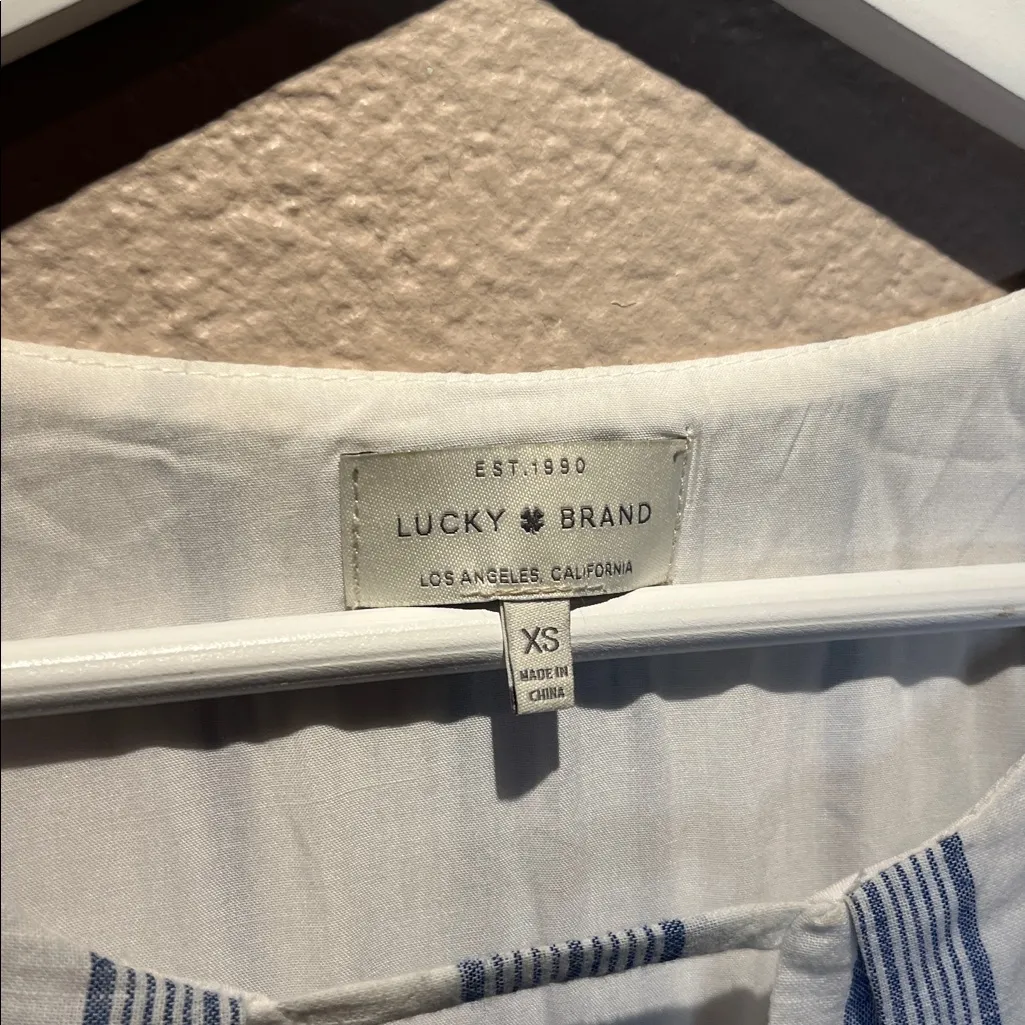 EST.1990
LUCKY BRAND
LOS ANGELES, CALIFORNIA
XS
MADE IN
CHINA